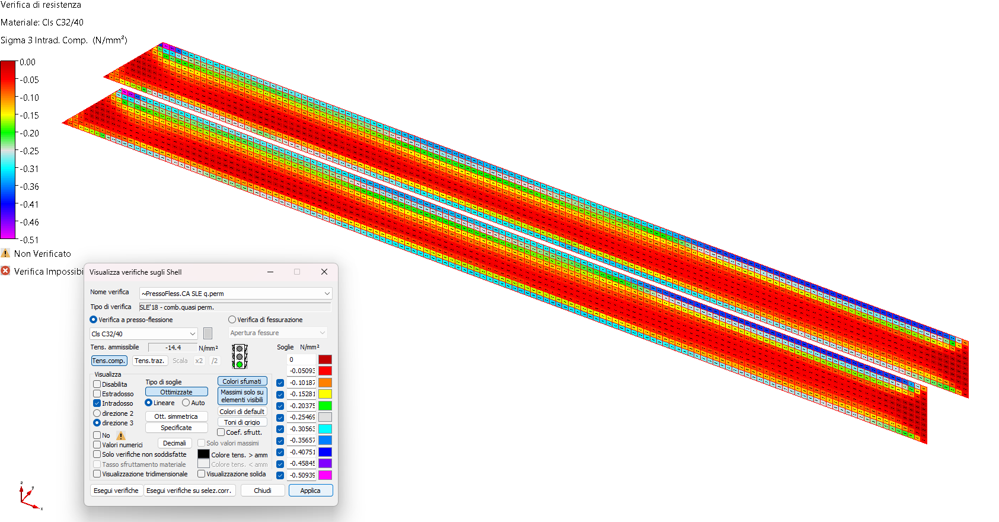 Verifica di resistenza
Materiale: Cls C32/40
Sigma 3 Intrad. Comp. (N/mm²)
0.00
-0.05
-0.10
-0.15
-0.20
-0.25
-0.31
-0.36
-0.41
-0.46
-0.51
Non Verificato
Verifica Impossibi
Visualizza verifiche sugli Shell
Nome verifica ~PressoFless.CA SLE q.perm
Tipo di verifica SLE'18 - comb.quasi perm.
Verifica a presso-flessione Verifica di fessurazione
Cls C32/40 Apertura fessure
Tens. ammissibile -14.4 N/mm² Soglie N/mm²
Tens.comp. Tens.traz. Scala x2 /2
0
-0.05093
-0.10187
-0.15281
-0.20375
-0.25469
-0.30563
-0.35657
-0.40751
-0.45845
-0.50939
Visualizza
Disabilita
Estradosso
Intradosso
direzione 2
direzione 3
No
Valori numerici
Solo verifiche non soddisfatte
Tasso sfruttamento materiale
Visualizzazione tridimensionale
Tipo di soglie
Ottimizzate
Lineare Auto
Ott. simmetrica
Specificate
Decimali
Colori sfumati
Massimi solo su
elementi visibili
Colori di default
Toni di grigio
Coef. sfrutt.
Solo valori massimi
Colore tens. > amm
Colore tens. < amm
Visualizzazione solida
Esegui verifiche Esegui verifiche su selez.corr. Chiudi Applica
z
y
x